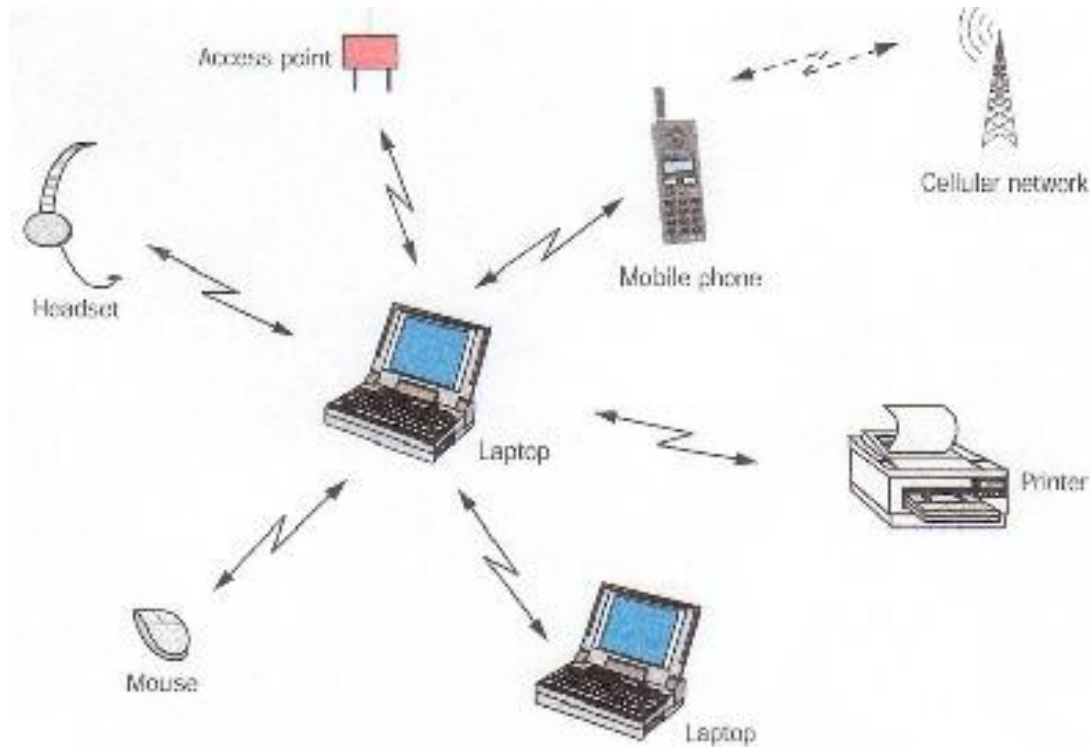 Access point
Cellular network
Mobile phone
Headset
Laptop
Printer
Mouse
Laptop